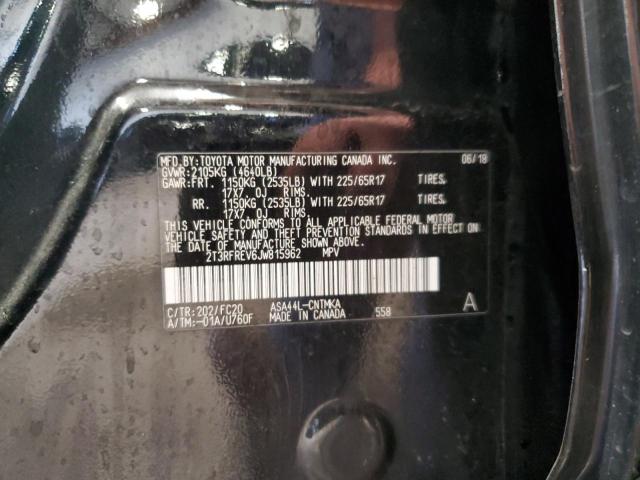 MFD.BY:TOYOTA MOTOR MANUFACTURING CANADA INC. 06/18
GVWR:2105KG (4640LB)
GAWR:FRT. 1150KG (2535LB) WITH 225/65R17 TIRES,
17X7 0J RIMS.
RR. 1150KG (2535LB) WITH 225/65R17 TIRES,
17X7 0J RIMS.
THIS VEHICLE CONFORMS TO ALL APPLICABLE FEDERAL MOTOR
VEHICLE SAFETY AND THEFT PREVENTION STANDARDS IN EFFECT ON
THE DATE OF MANUFACTURE SHOWN ABOVE.
2T3RFREV6JW815962 MPV
C/TR:202/FC20 ASA44L-CNTMKA
A/TM:-01A/U760F MADE IN CANADA 558 A